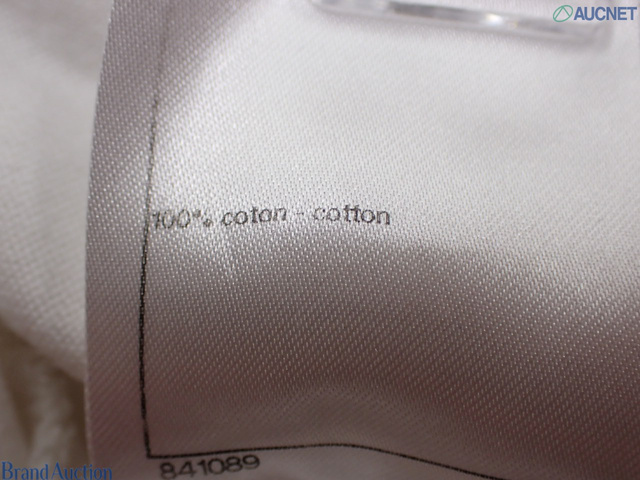 AUCNET
100% coton - cotton
841089
Brand Auction